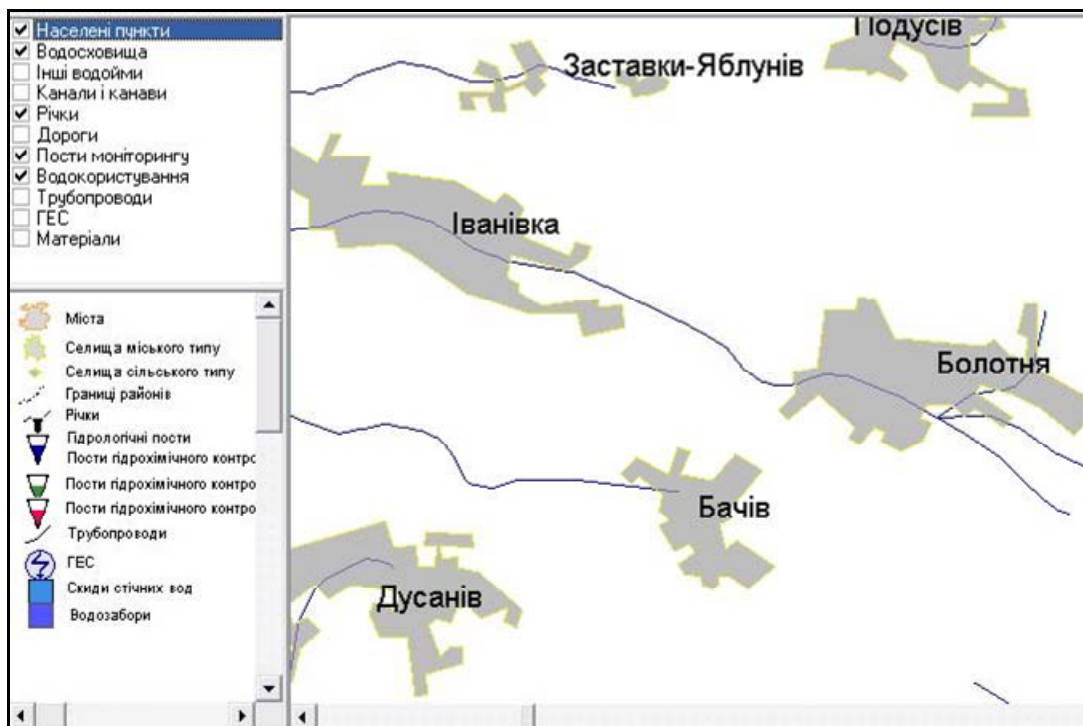 Населені пункти
Водосховища
Інші водойми
Канали і канави
Річки
Дороги
Пости моніторингу
Водокористування
Трубопроводи
ГЕС
Матеріали
Міста
Селища міського типу
Селища сільського типу
Границі районів
Річки
Гідрологічні пости
Пости гідрохімічного контро
Пости гідрохімічного контро
Пости гідрохімічного контро
Трубопроводи
ГЕС
Скиди стічних вод
Водозабори
Подусів
Заставки-Яблунів
Іванівка
Болотня
Бачів
Дусанів